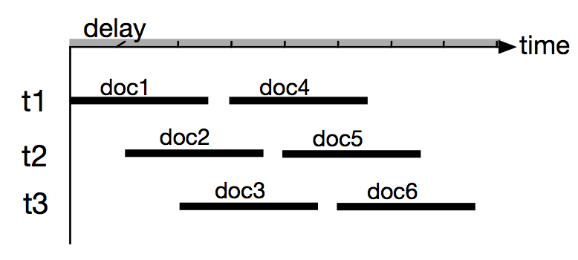 delay
time
t1 doc1 doc4
t2 doc2 doc5
t3 doc3 doc6